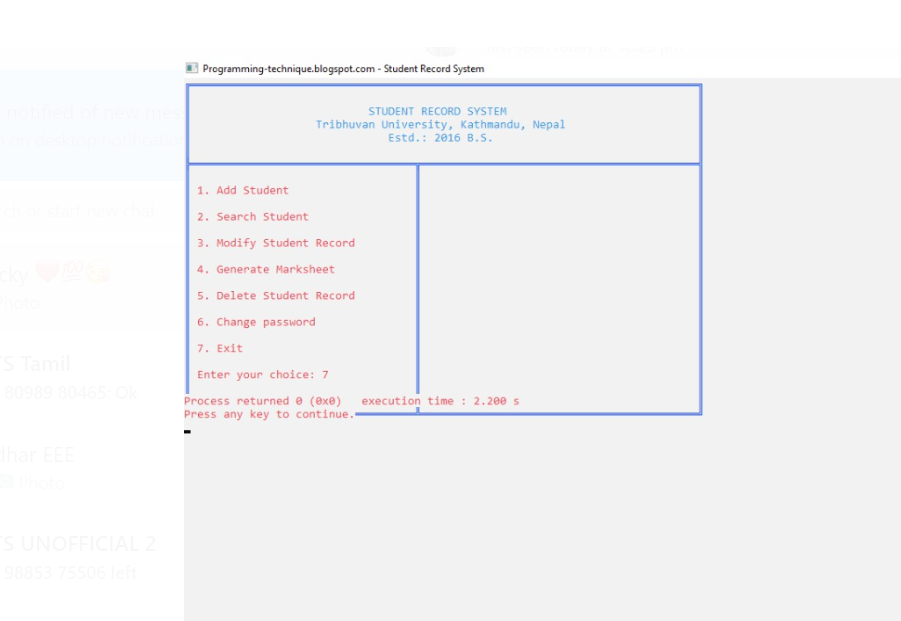 Programming-technique.blogspot.com - Student Record System
STUDENT RECORD SYSTEM
Tribhuvan University, Kathmandu, Nepal
Estd.: 2016 B.S.
1. Add Student
2. Search Student
3. Modify Student Record
4. Generate Marksheet
5. Delete Student Record
6. Change password
7. Exit
Enter your choice: 7
Process returned 0 (0x0)   execution time : 2.200 s
Press any key to continue.
notified of new mes
desktop notification
start new chat
cky ❤️💯
Photo
S Tamil
80989 80465: Ok
dhar EEE
Photo
S UNOFFICIAL 2
98853 75506 left